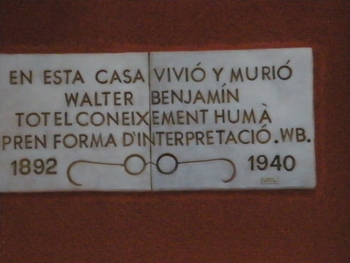 EN ESTA CASA VIVIÓ Y MURIÓ
WALTER BENJAMÍN
TOT EL CONEIXEMENT HUMÀ
PREN FORMA D'INTERPRETACIÓ.WB.
1892 1940